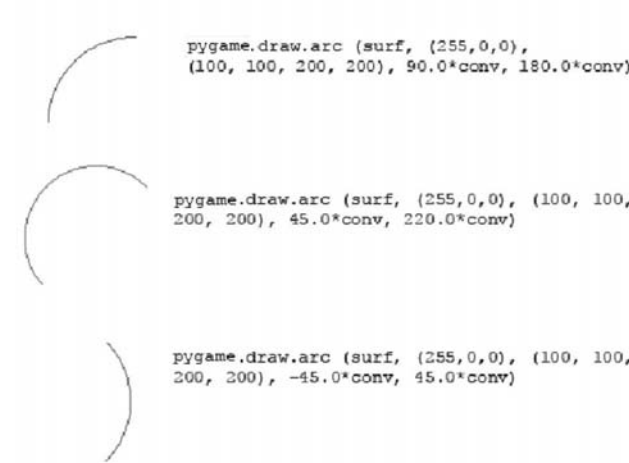 pygame.draw.arc (surf, (255,0,0),
(100, 100, 200, 200), 90.0*conv, 180.0*conv)
pygame.draw.arc (surf, (255,0,0), (100, 100,
200, 200), 45.0*conv, 220.0*conv)
pygame.draw.arc (surf, (255,0,0), (100, 100,
200, 200), -45.0*conv, 45.0*conv)